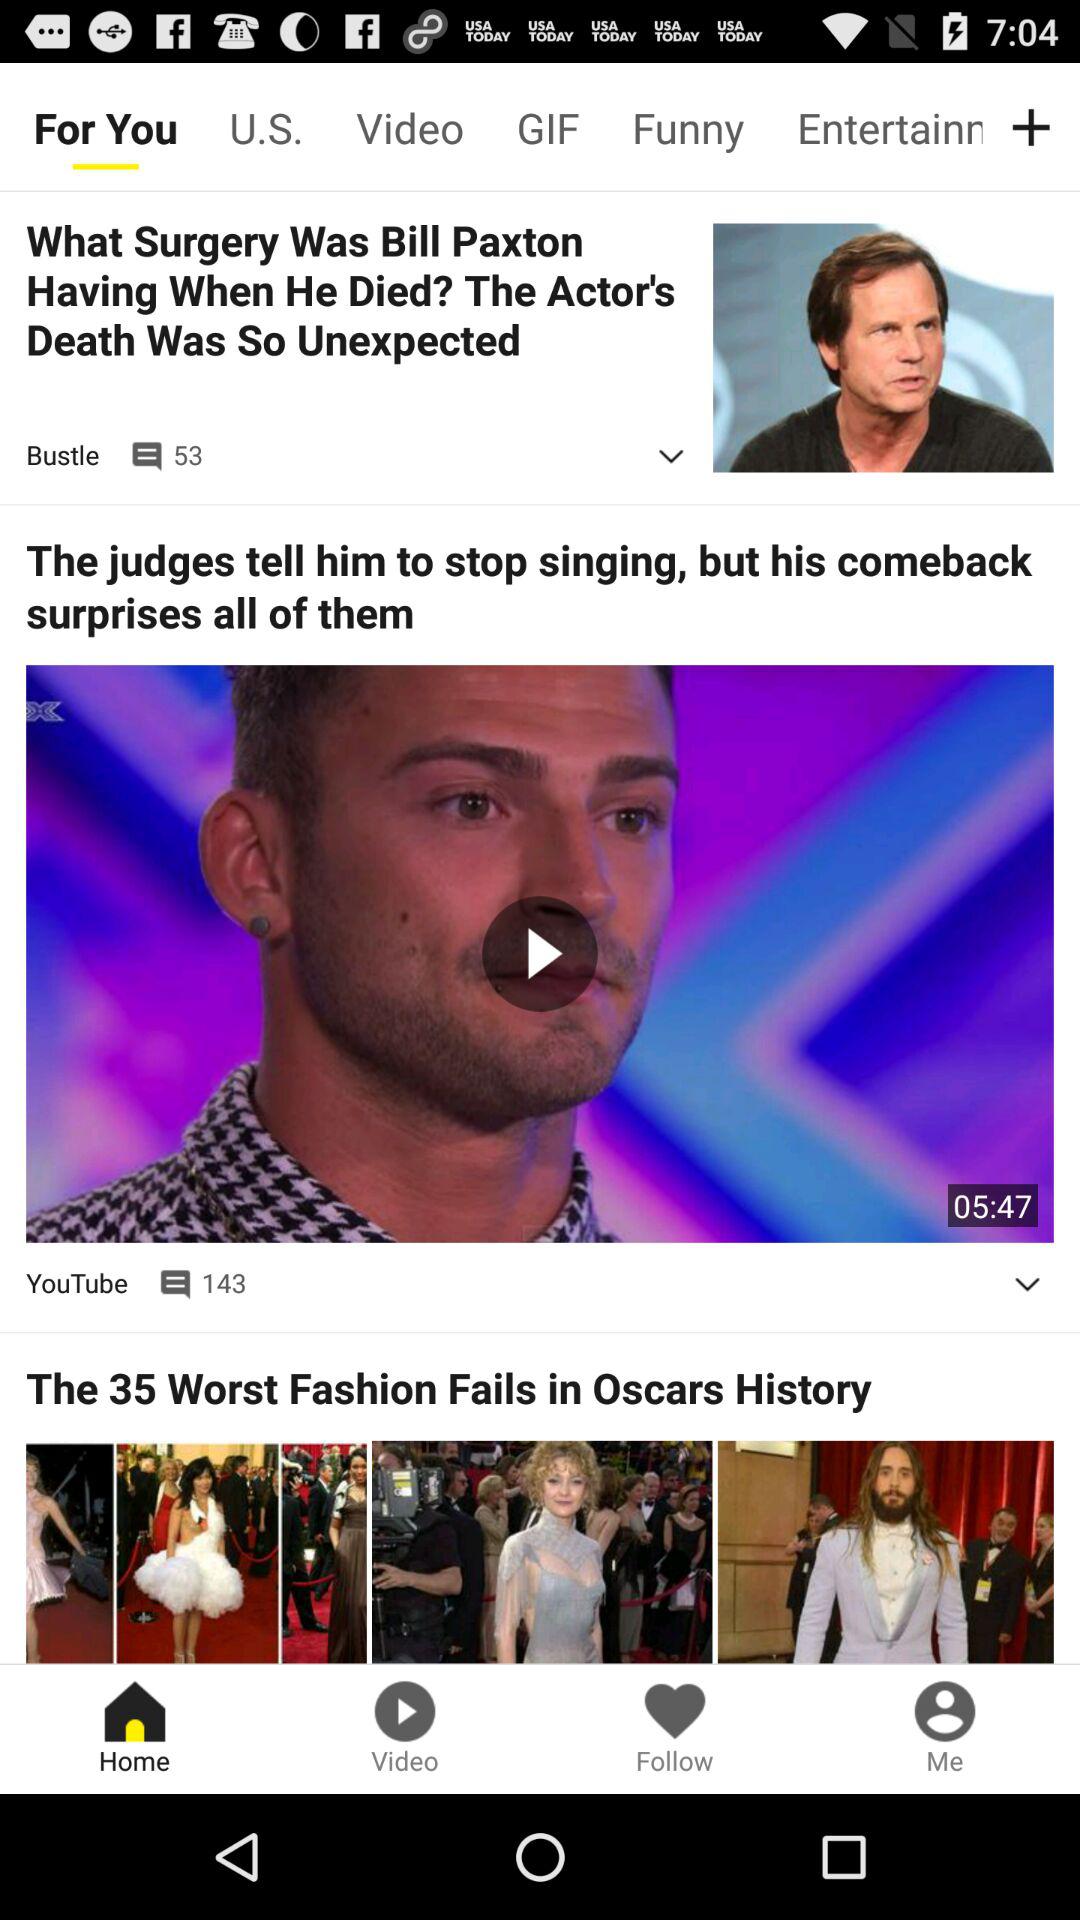 USA TODAY USA TODAY USA TODAY USA TODAY USA TODAY 7:04
For You U.S. Video GIF Funny Entertainn
What Surgery Was Bill Paxton
Having When He Died? The Actor's
Death Was So Unexpected
Bustle 53
The judges tell him to stop singing, but his comeback
surprises all of them
X
05:47
YouTube 143
The 35 Worst Fashion Fails in Oscars History
Home Video Follow Me